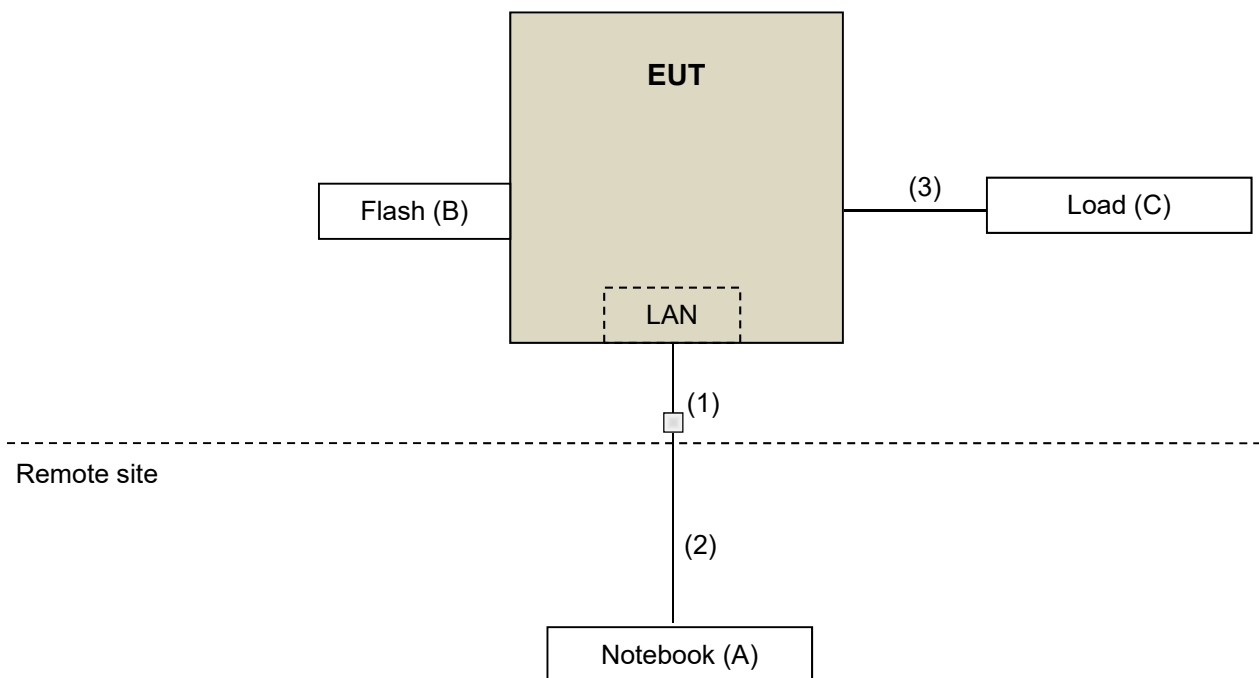 EUT
(3)
Flash (B)
Load (C)
LAN
(1)
Remote site
(2)
Notebook (A)